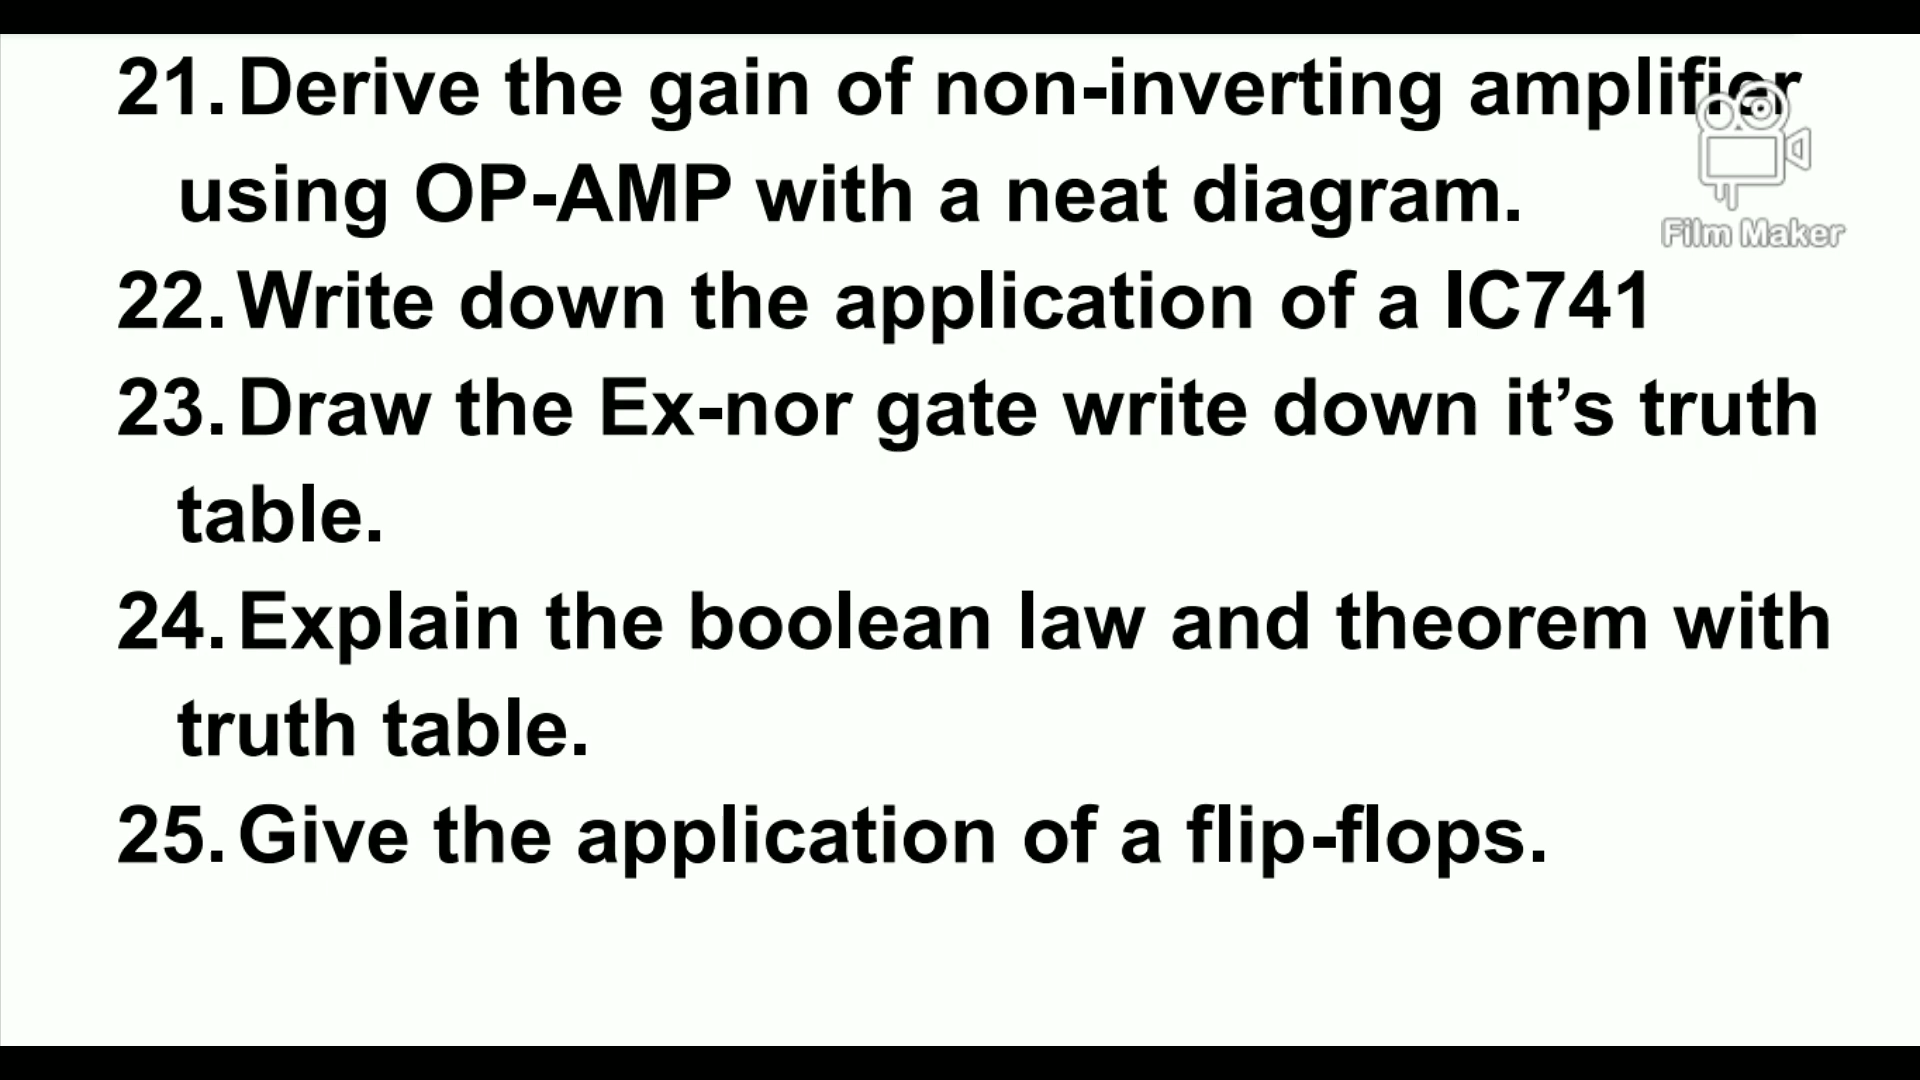 21. Derive the gain of non-inverting amplifier
using OP-AMP with a neat diagram.
Film Maker
22. Write down the application of a IC741
23. Draw the Ex-nor gate write down it’s truth
table.
24. Explain the boolean law and theorem with
truth table.
25. Give the application of a flip-flops.